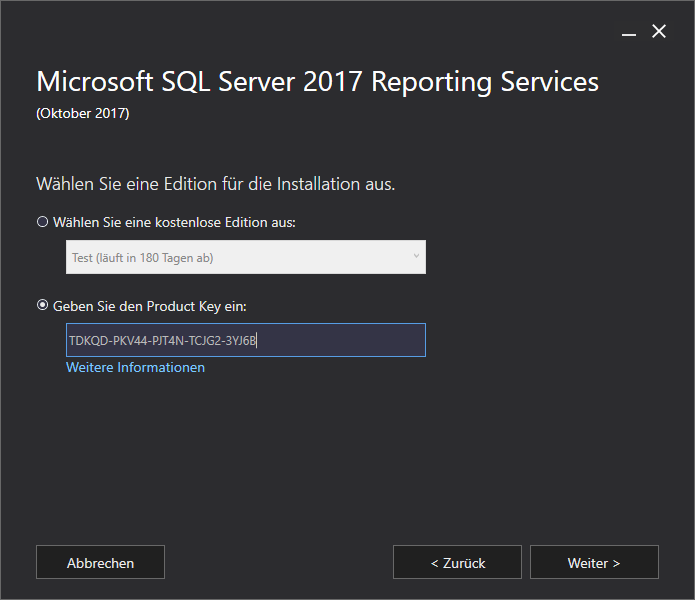 Microsoft SQL Server 2017 Reporting Services
(Oktober 2017)
Wählen Sie eine Edition für die Installation aus.
Wählen Sie eine kostenlose Edition aus:
Test (läuft in 180 Tagen ab)
Geben Sie den Product Key ein:
TDKQD-PKV44-PJT4N-TCJG2-3YJ6B
Weitere Informationen
Abbrechen
< Zurück
Weiter >